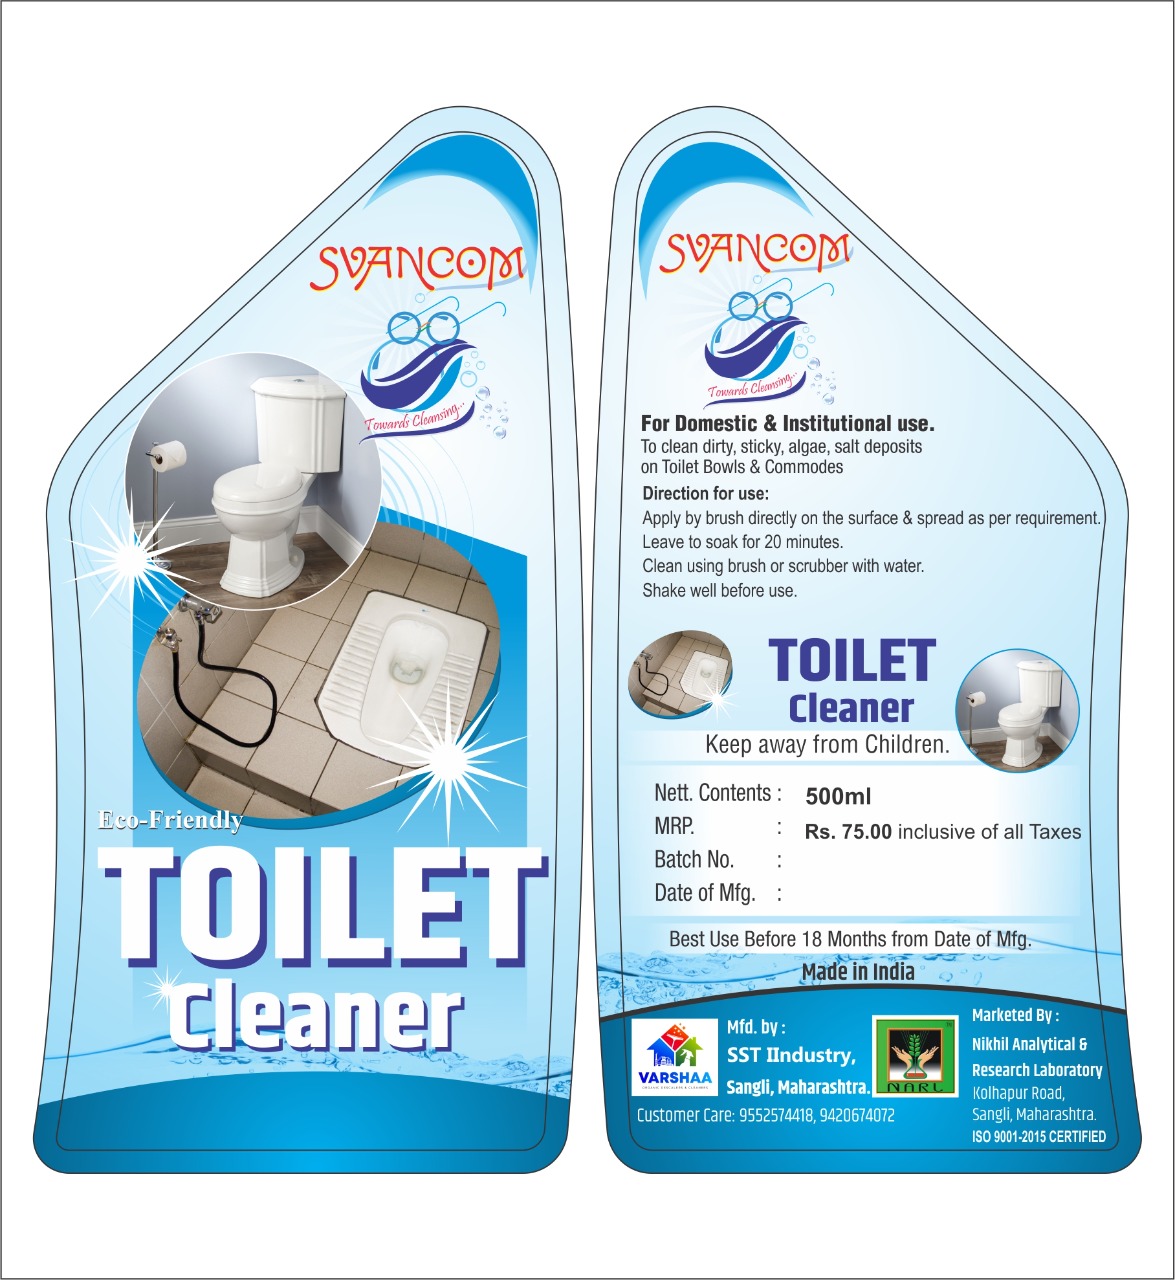 SVANCOM
Towards Cleansing...
Eco-Friendly
TOILET
Cleaner
SVANCOM
Towards Cleansing...
For Domestic & Institutional use.
To clean dirty, sticky, algae, salt deposits
on Toilet Bowls & Commodes
Direction for use:
Apply by brush directly on the surface & spread as per requirement.
Leave to soak for 20 minutes.
Clean using brush or scrubber with water.
Shake well before use.
TOILET
Cleaner
Keep away from Children.
Nett. Contents : 500ml
MRP. : Rs. 75.00 inclusive of all Taxes
Batch No. :
Date of Mfg. :
Best Use Before 18 Months from Date of Mfg.
Made in India
VARSHAA
Mfd. by :
SST IIndustry,
Sangli, Maharashtra.
Customer Care: 9552574418, 9420674072
NARL
Marketed By :
Nikhil Analytical &
Research Laboratory
Kolhapur Road,
Sangli, Maharashtra.
ISO 9001-2015 CERTIFIED